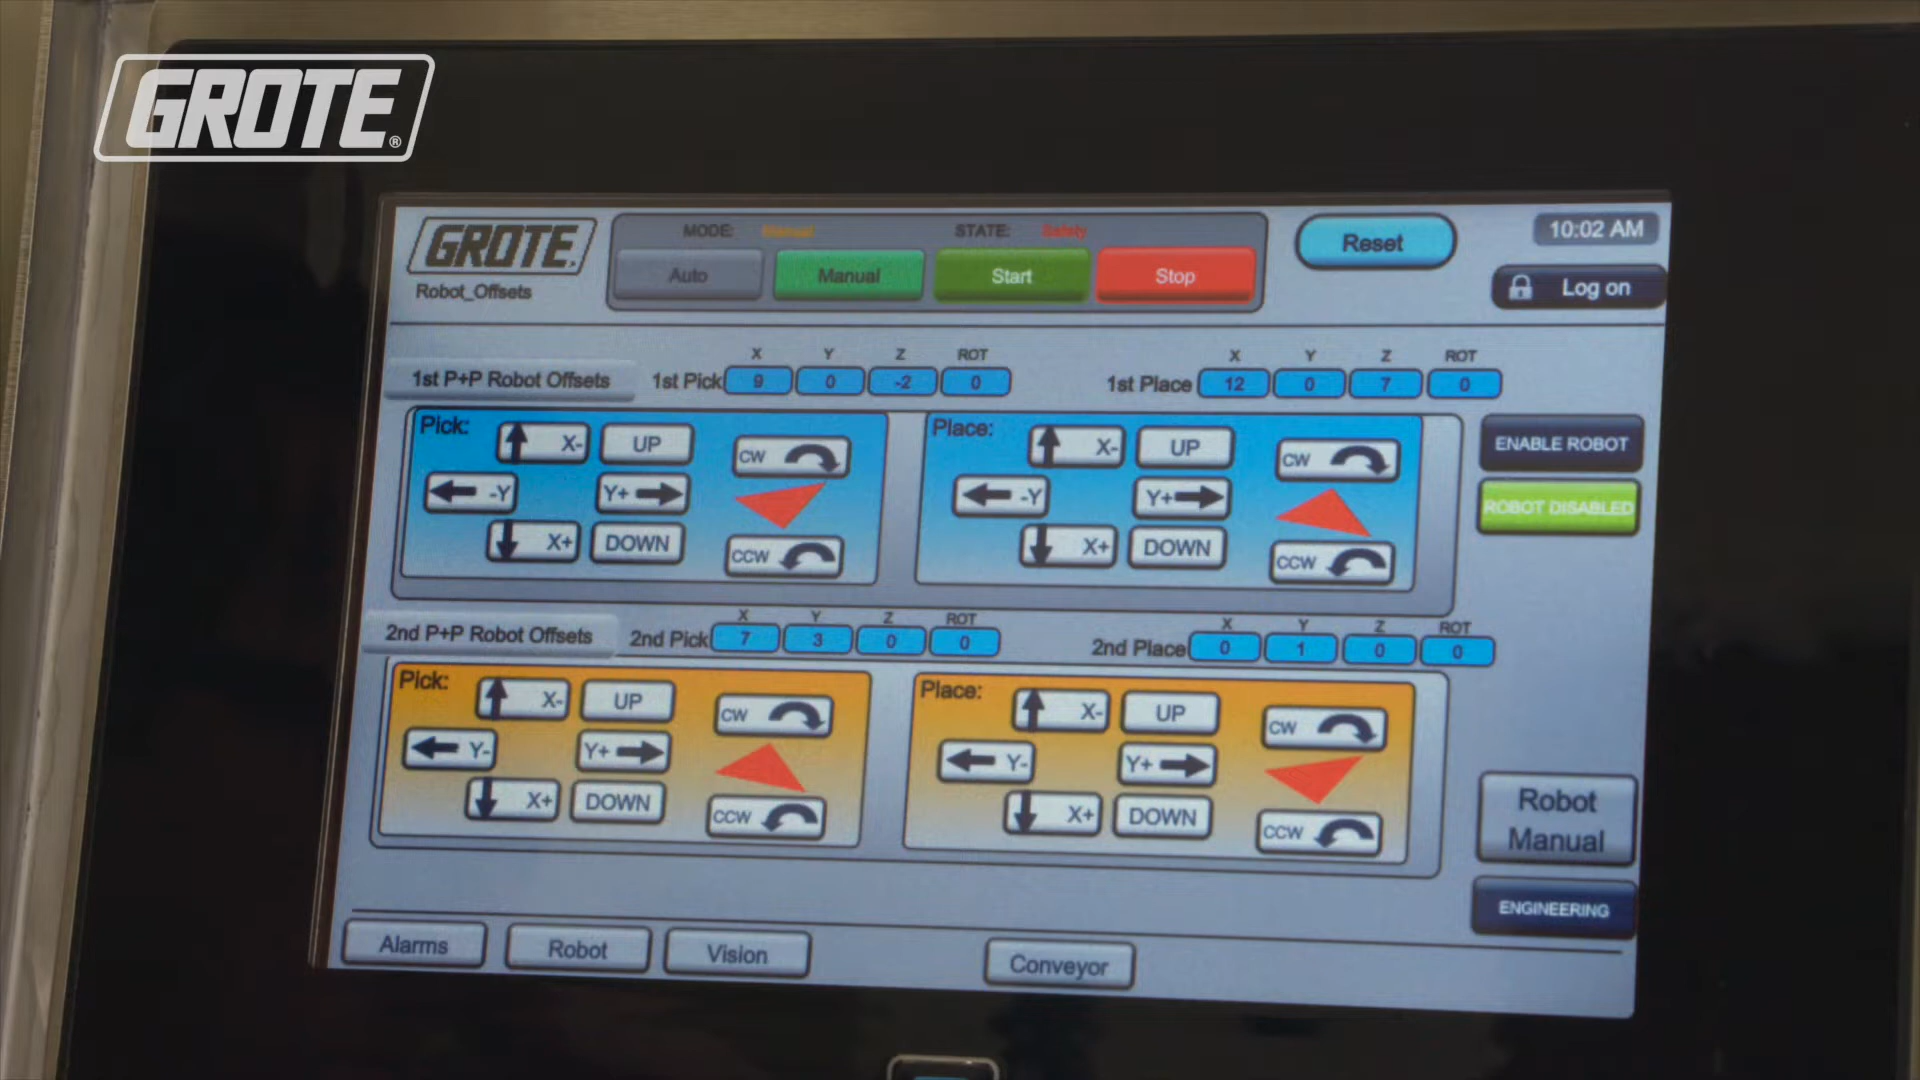 GROTE®
GROTE.
Robot_Offsets
MODE: Manual
STATE: Safety
Auto
Manual
Start
Stop
Reset
10:02 AM
Log on
1st P+P Robot Offsets
1st Pick
X Y Z ROT
9 0 -2 0
1st Place
X Y Z ROT
12 0 7 0
Pick:
X-
UP
CW
-Y
Y+
X+
DOWN
CCW
Place:
X-
UP
CW
-Y
Y+
X+
DOWN
CCW
ENABLE ROBOT
ROBOT DISABLED
2nd P+P Robot Offsets
2nd Pick
X Y Z ROT
7 3 0 0
2nd Place
X Y Z ROT
0 1 0 0
Pick:
X-
UP
CW
Y-
Y+
X+
DOWN
CCW
Place:
X-
UP
CW
Y-
Y+
X+
DOWN
CCW
Robot
Manual
ENGINEERING
Alarms
Robot
Vision
Conveyor